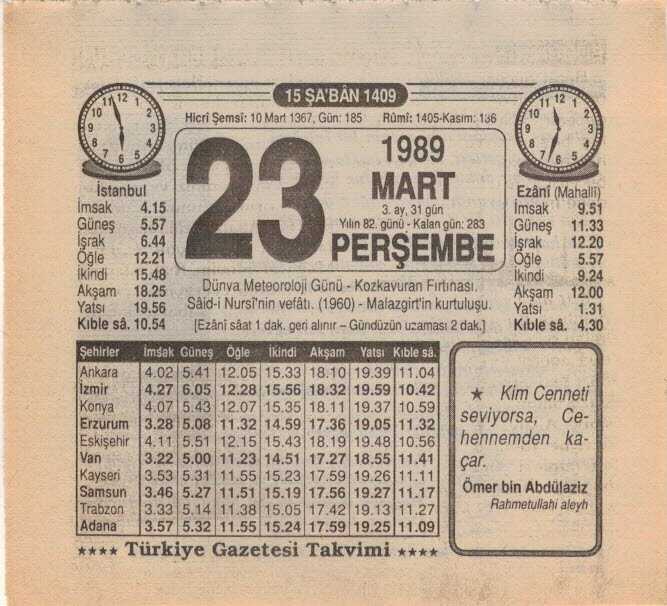 15 ŞA'BÂN 1409
Hicrî Şemsî: 10 Mart 1367, Gün: 185 Rûmî: 1405-Kasım: 136
23
1989
MART
3. ay, 31 gün
Yılın 82. günü - Kalan gün: 283
PERŞEMBE
İstanbul
İmsak 4.15
Güneş 5.57
İşrak 6.44
Öğle 12.21
İkindi 15.48
Akşam 18.25
Yatsı 19.56
Kıble sâ. 10.54
Ezânî (Mahallî)
İmsak 9.51
Güneş 11.33
İşrak 12.20
Öğle 5.57
İkindi 9.24
Akşam 12.00
Yatsı 1.31
Kıble sâ. 4.30
Dünya Meteoroloji Günü - Kozkavuran Fırtınası.
Sâid-i Nursî'nin vefâtı. (1960) - Malazgirt'in kurtuluşu.
[Ezânî sâat 1 dak. geri alınır – Gündüzün uzaması 2 dak.]
Şehirler İmsâk Güneş Öğle İkindi Akşam Yatsı Kıble sâ.
Ankara 4.02 5.41 12.05 15.33 18.10 19.39 11.04
İzmir 4.27 6.05 12.28 15.56 18.32 19.59 10.42
Konya 4.07 5.43 12.07 15.35 18.11 19.37 10.59
Erzurum 3.28 5.08 11.32 14.59 17.36 19.05 11.32
Eskişehir 4.11 5.51 12.15 15.43 18.19 19.48 10.56
Van 3.22 5.00 11.23 14.51 17.27 18.55 11.41
Kayseri 3.53 5.31 11.55 15.23 17.59 19.26 11.11
Samsun 3.46 5.27 11.51 15.19 17.56 19.27 11.17
Trabzon 3.33 5.14 11.38 15.05 17.42 19.13 11.27
Adana 3.57 5.32 11.55 15.24 17.59 19.25 11.09
★ Kim Cenneti
seviyorsa, Ce-
hennemden ka-
çar.
Ömer bin Abdülaziz
Rahmetullahi aleyh
★★★★ Türkiye Gazetesi Takvimi ★★★★